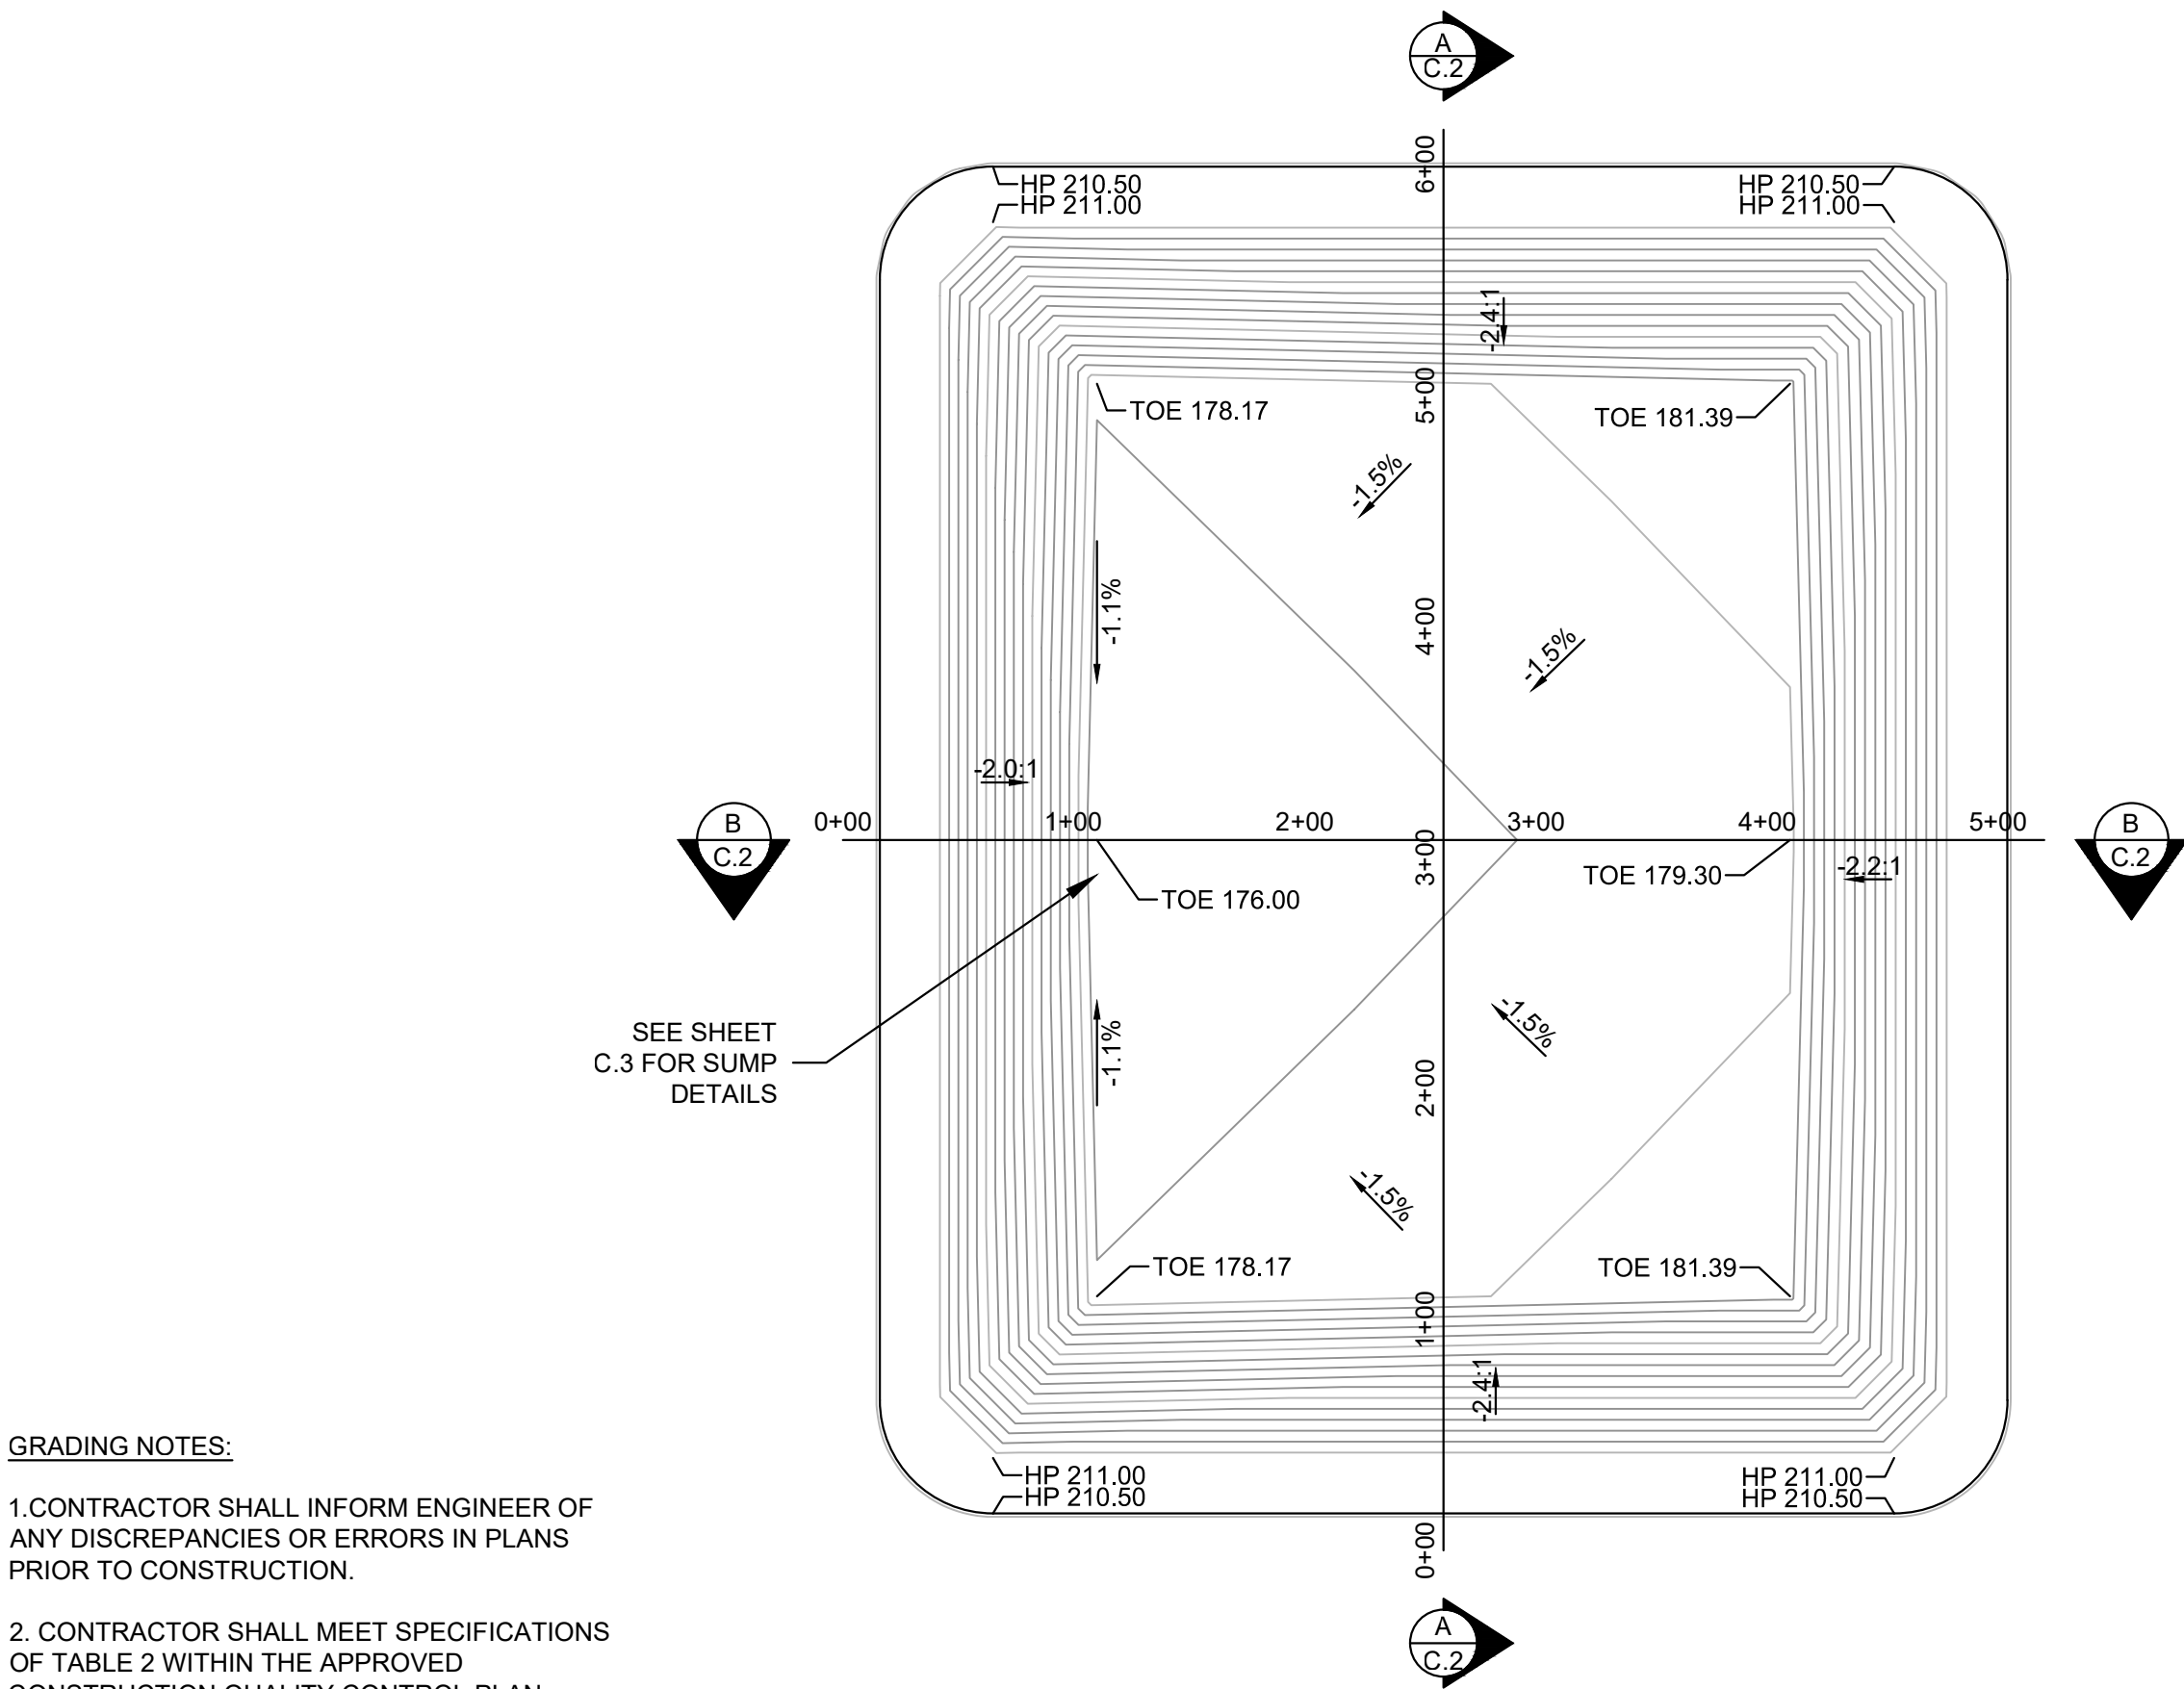 A
C.2
6+00
HP 210.50
HP 211.00
HP 210.50
HP 211.00
-2.4:1
5+00
TOE 178.17
TOE 181.39
-1.5%
-1.1%
4+00
-1.5%
-2.0:1
B
C.2
0+00
1+00
2+00
3+00
4+00
5+00
B
C.2
3+00
TOE 179.30
-2.2:1
TOE 176.00
SEE SHEET
C.3 FOR SUMP
DETAILS
-1.1%
-1.5%
2+00
-1.5%
TOE 178.17
TOE 181.39
1+00
-2.4:1
HP 211.00
HP 210.50
HP 211.00
HP 210.50
0+00
A
C.2
GRADING NOTES:
1.CONTRACTOR SHALL INFORM ENGINEER OF
ANY DISCREPANCIES OR ERRORS IN PLANS
PRIOR TO CONSTRUCTION.
2. CONTRACTOR SHALL MEET SPECIFICATIONS
OF TABLE 2 WITHIN THE APPROVED
CONSTRUCTION QUALITY CONTROL PLAN